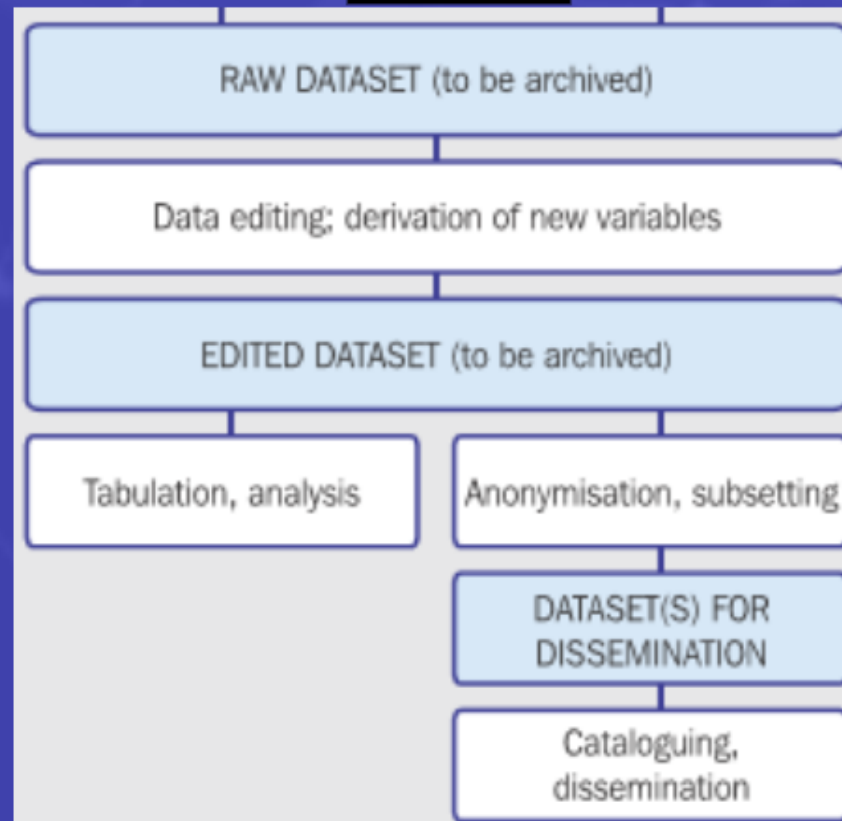 RAW DATASET (to be archived)
Data editing; derivation of new variables
EDITED DATASET (to be archived)
Tabulation, analysis
Anonymisation, subsetting
DATASET(S) FOR
DISSEMINATION
Cataloguing,
dissemination